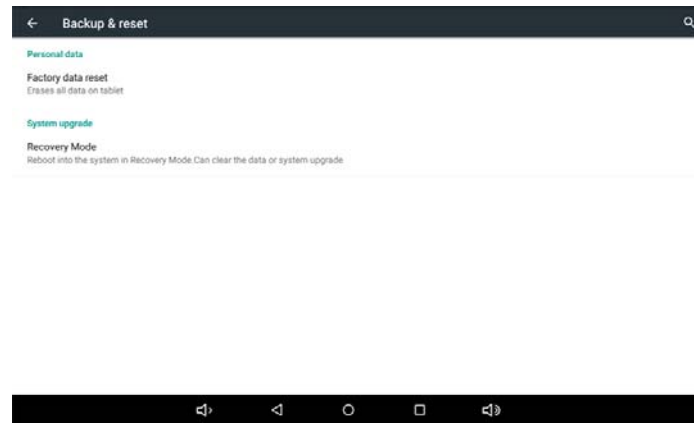 Backup & reset
Personal data
Factory data reset
Erases all data on tablet
System upgrade
Recovery Mode
Reboot into the system in Recovery Mode.Can clear the data or system upgrade